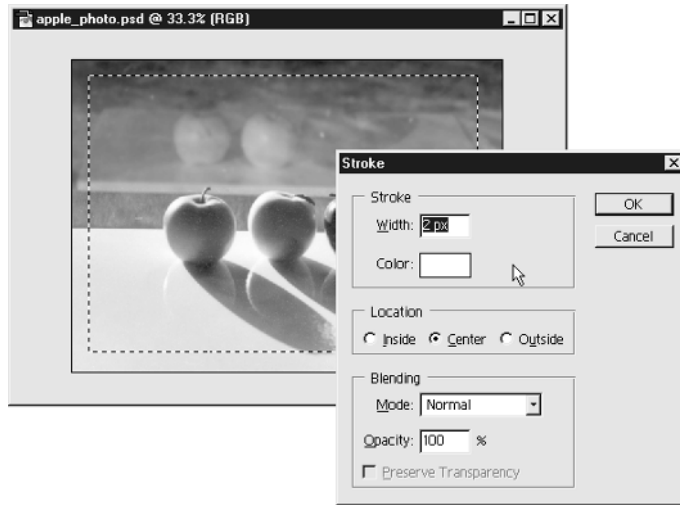 apple_photo.psd @ 33.3% (RGB)
Stroke
Stroke
Width: 2 px
OK
Cancel
Color:
Location
Inside Center Outside
Blending
Mode: Normal
Opacity: 100 %
Preserve Transparency